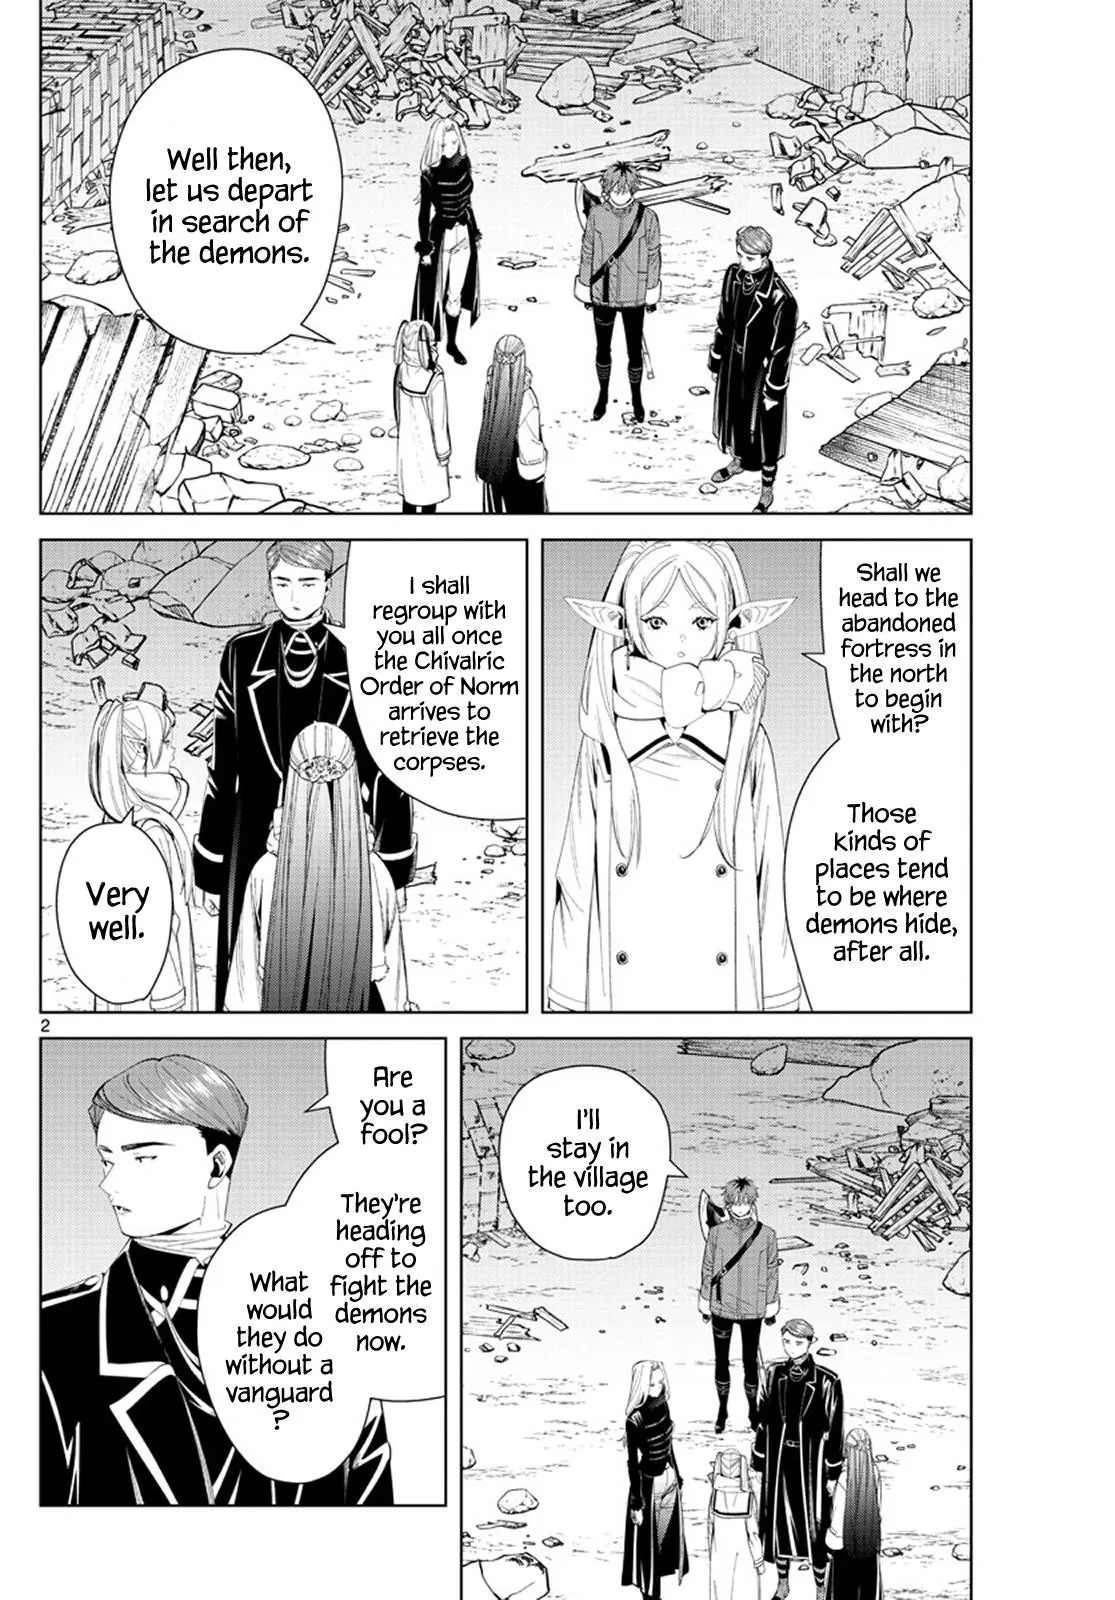 Well then,
let us depart
in search of
the demons.
Shall we
head to the
abandoned
fortress in
the north
to begin
with?
Those
kinds of
places tend
to be where
demons hide,
after all.
I shall
regroup with
you all once
the Chivalric
Order of Norm
arrives to
retrieve the
corpses.
Very
well.
2
I'll
stay in
the village
too.
Are
you a
fool?
They're
heading
off to
fight the
demons
now.
What
would
they do
without a
vanguard
?